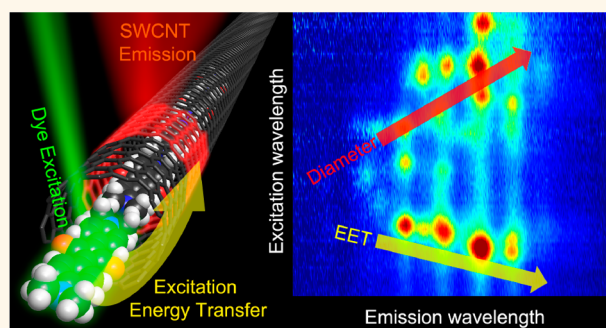 SWCNT
Emission
Dye Excitation
Excitation
Energy Transfer
Excitation wavelength
Diameter
EET
Emission wavelength